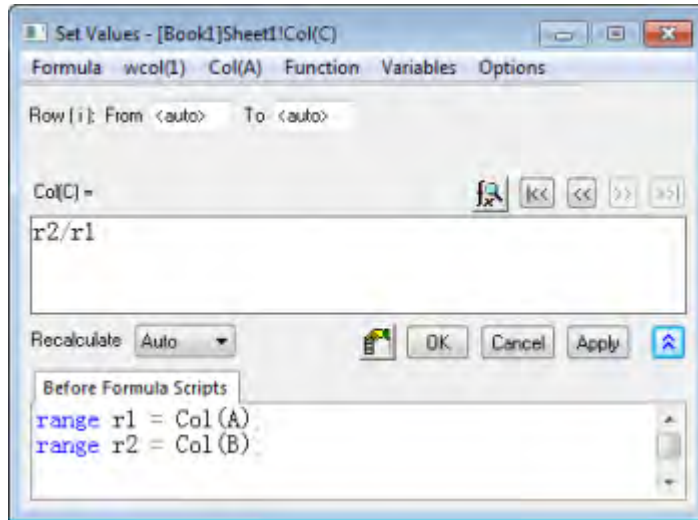 Set Values - [Book1]Sheet1!Col(C)
Formula wcol(1) Col(A) Function Variables Options
Row [i]: From <auto> To <auto>
Col(C) =
r2/r1
Recalculate Auto OK Cancel Apply
Before Formula Scripts
range r1 = Col(A)
range r2 = Col(B)